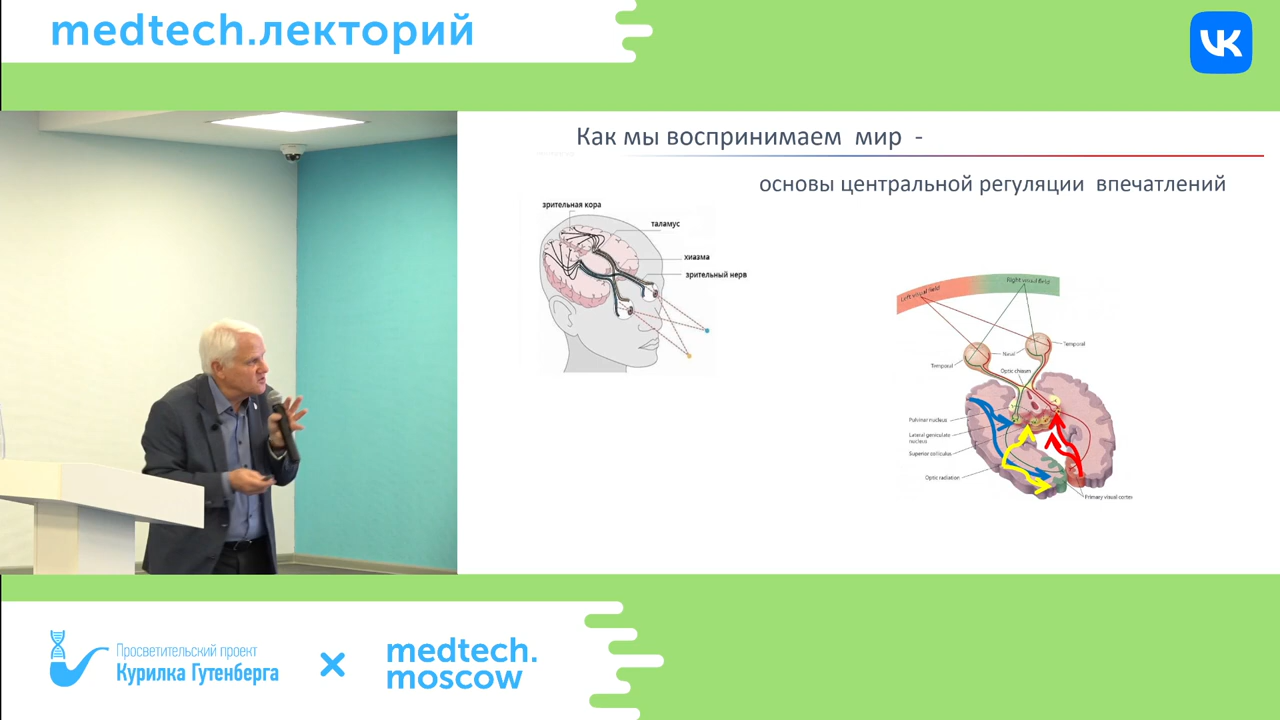 medtech.лекторий
VK
Как мы воспринимаем мир -
основы центральной регуляции впечатлений
зрительная кора
таламус
хиазма
зрительный нерв
Left visual field
Right visual field
Temporal
Nasal
Temporal
Optic chiasm
Pulvinar nucleus
Lateral geniculate
nucleus
Superior colliculus
Optic radiation
Primary visual cortex
Просветительский проект
Курилка Гутенберга
medtech.
moscow